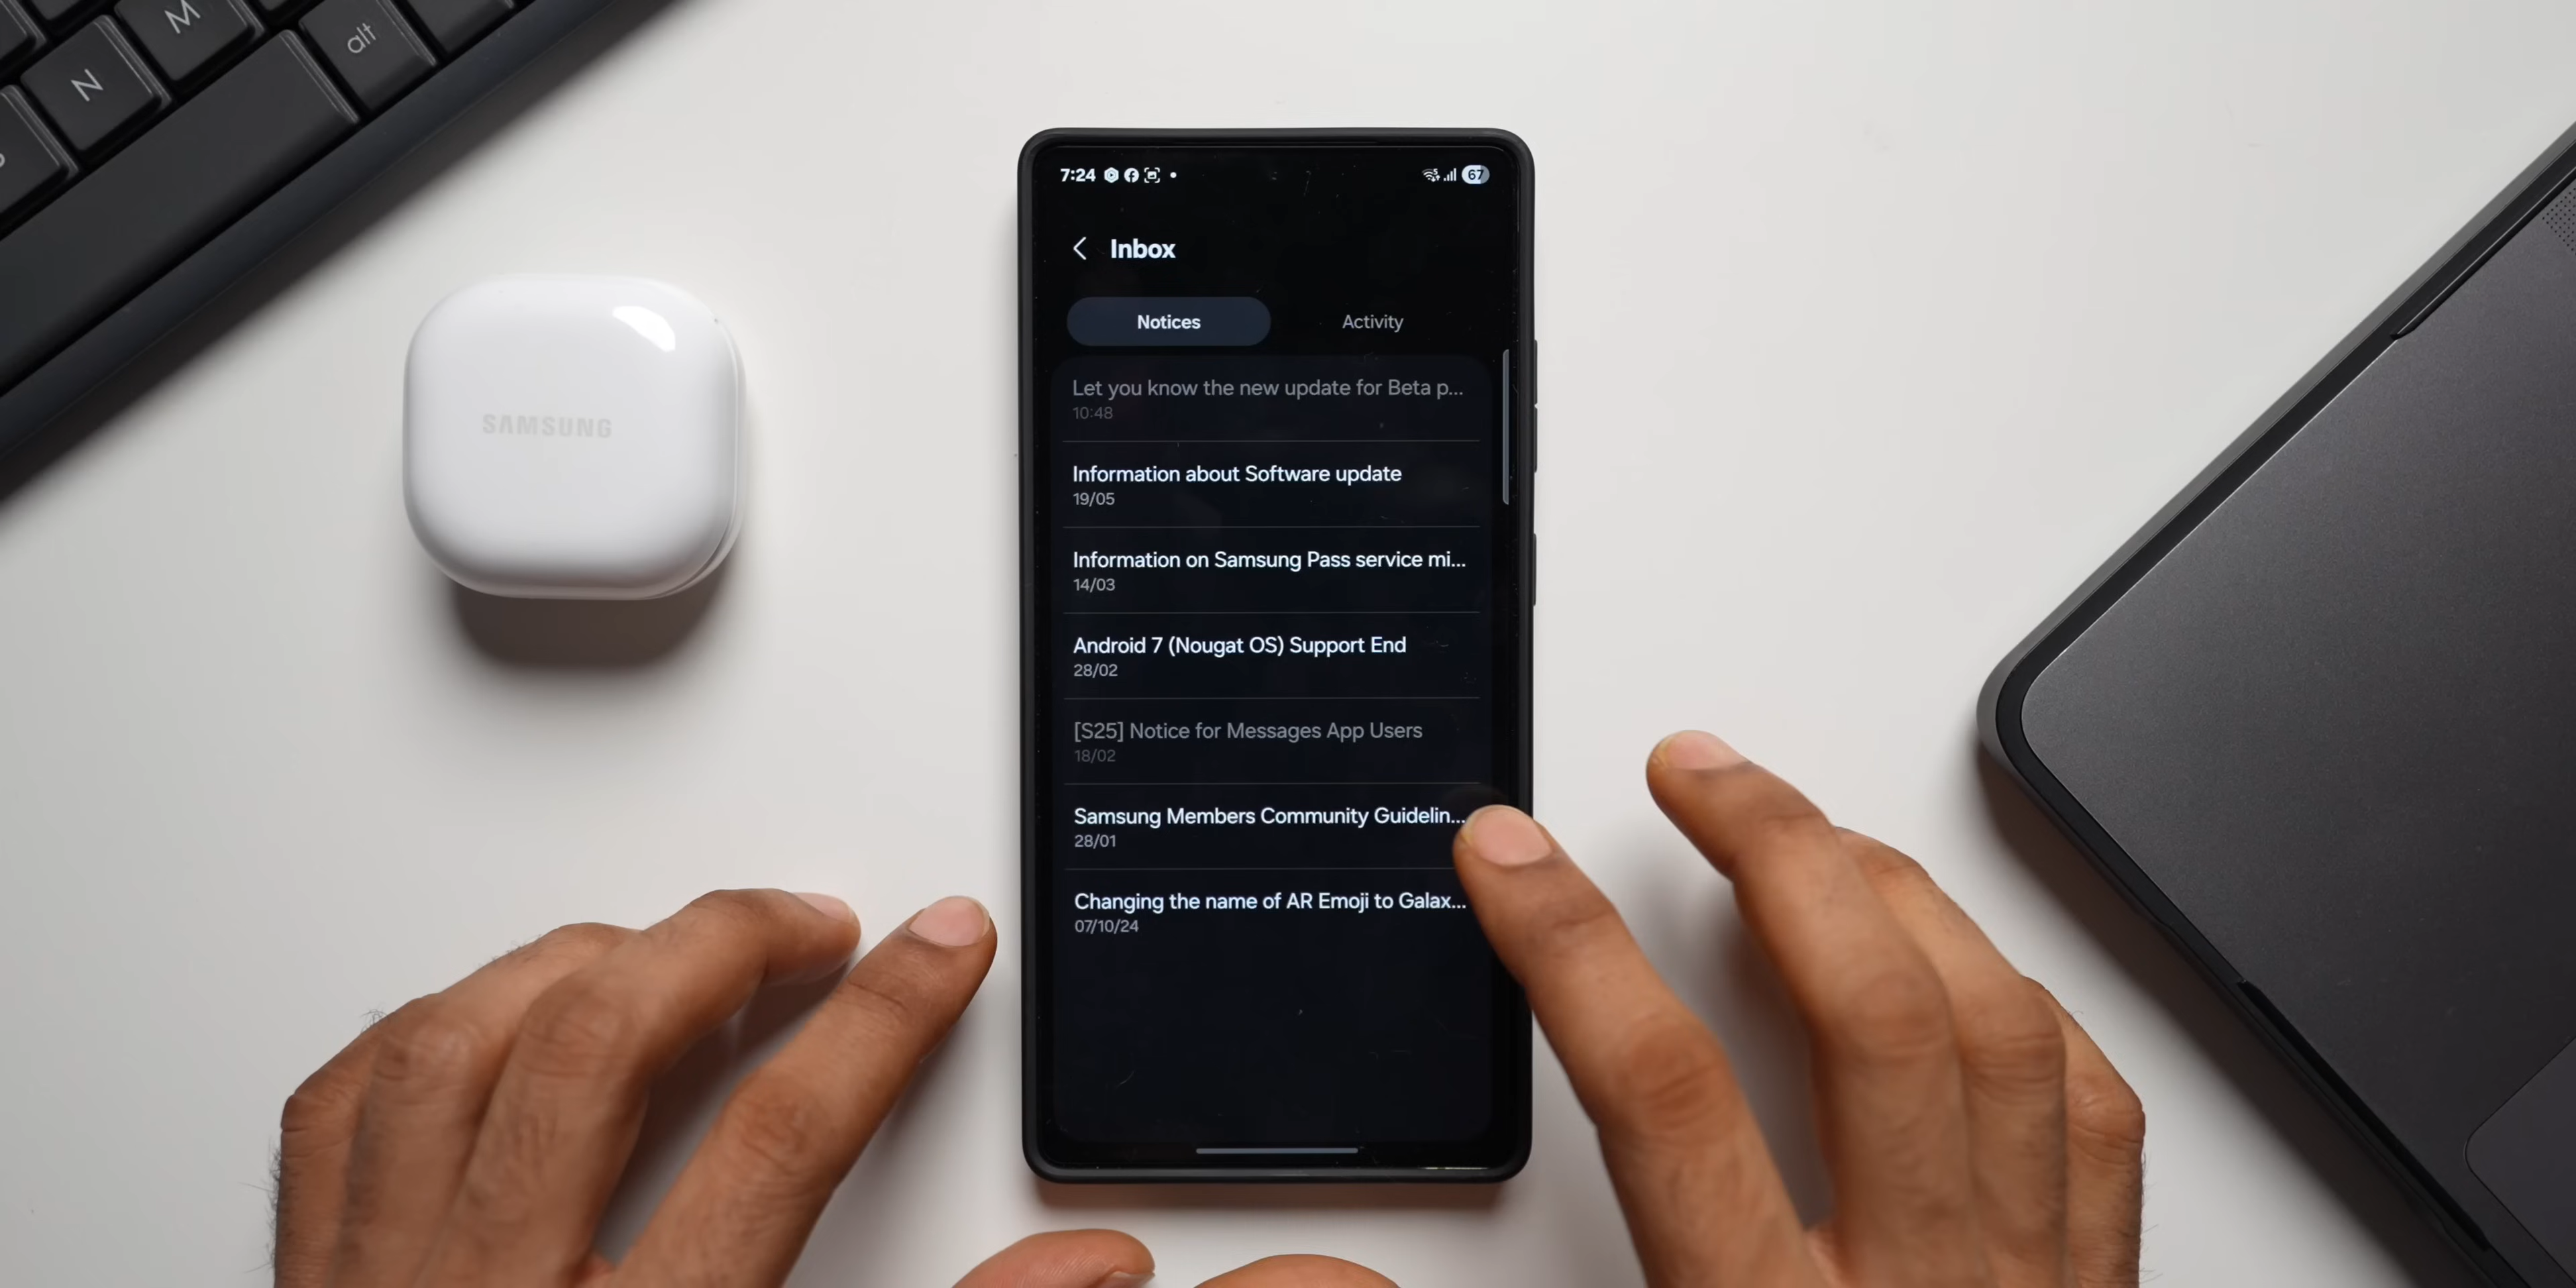 M
alt
N
SAMSUNG
7:24
67
Inbox
Notices
Activity
Let you know the new update for Beta p...
10:48
Information about Software update
19/05
Information on Samsung Pass service mi...
14/03
Android 7 (Nougat OS) Support End
28/02
[S25] Notice for Messages App Users
18/02
Samsung Members Community Guidelin...
28/01
Changing the name of AR Emoji to Galax...
07/10/24